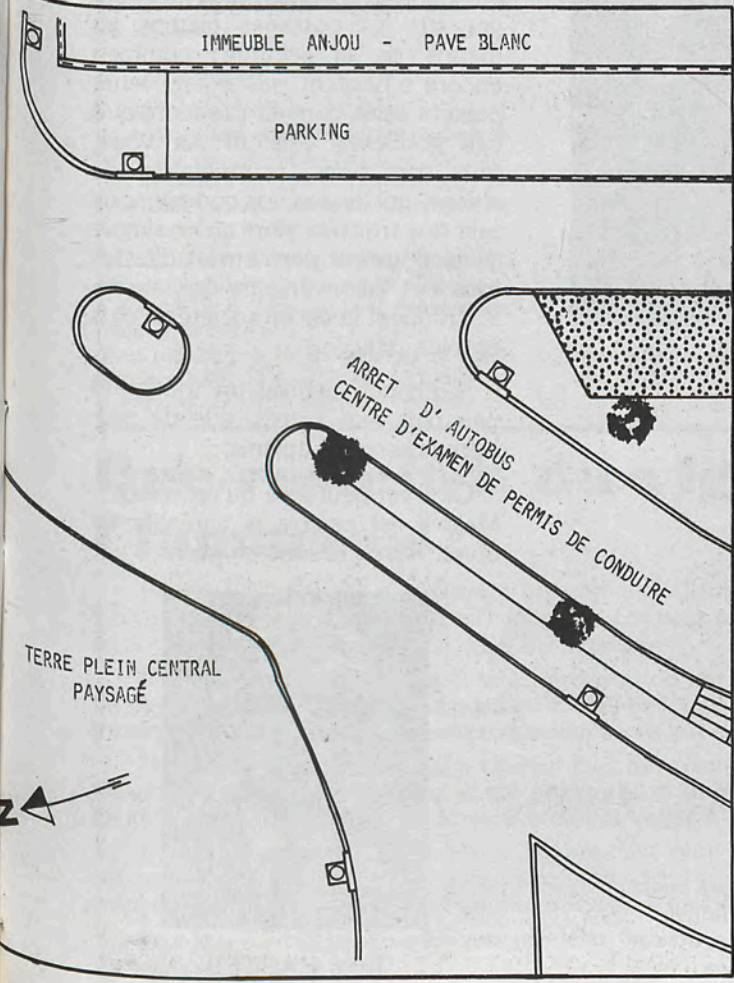 IMMEUBLE ANJOU - PAVE BLANC
PARKING
ARRET D'AUTOBUS
CENTRE D'EXAMEN DE PERMIS DE CONDUIRE
TERRE PLEIN CENTRAL
PAYSAGÉ
N